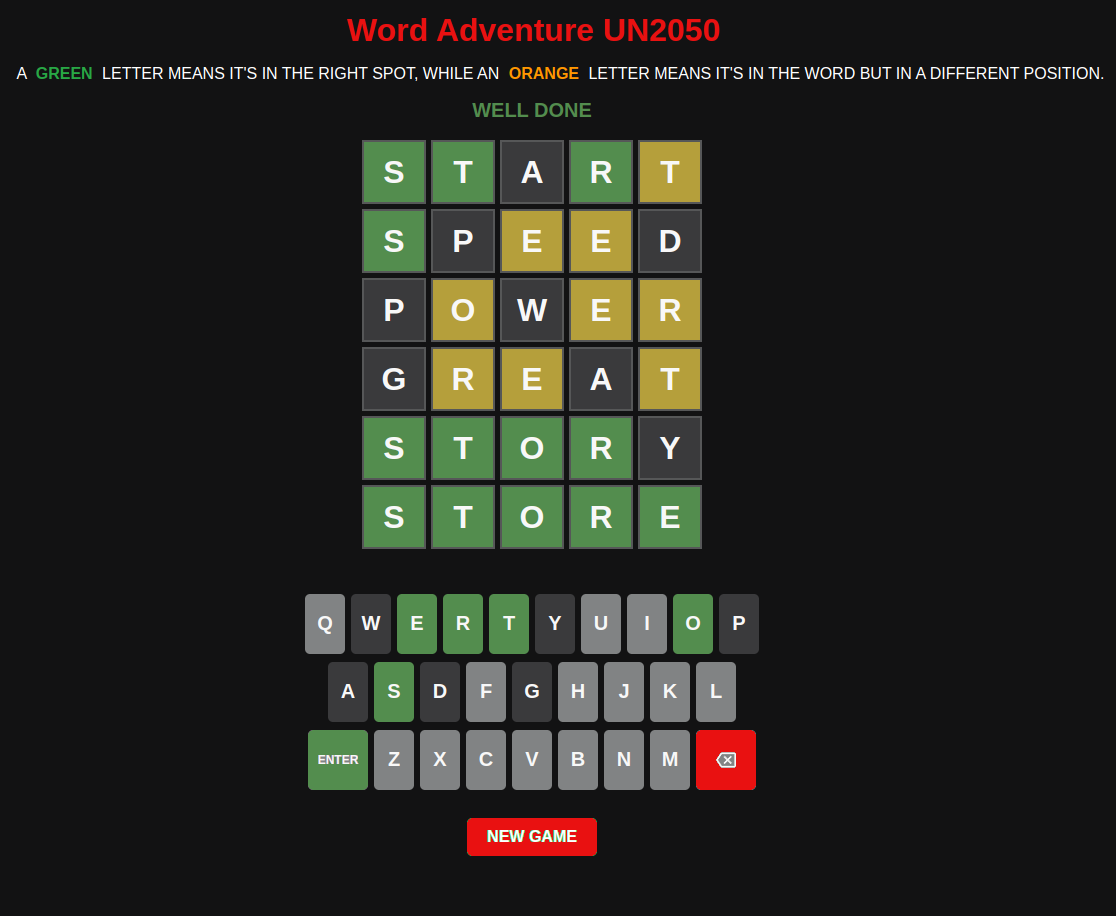 Word Adventure UN2050
A GREEN LETTER MEANS IT'S IN THE RIGHT SPOT, WHILE AN ORANGE LETTER MEANS IT'S IN THE WORD BUT IN A DIFFERENT POSITION.
WELL DONE
S T A R T
S P E E D
P O W E R
G R E A T
S T O R Y
S T O R E
Q W E R T Y U I O P
A S D F G H J K L
ENTER Z X C V B N M
NEW GAME